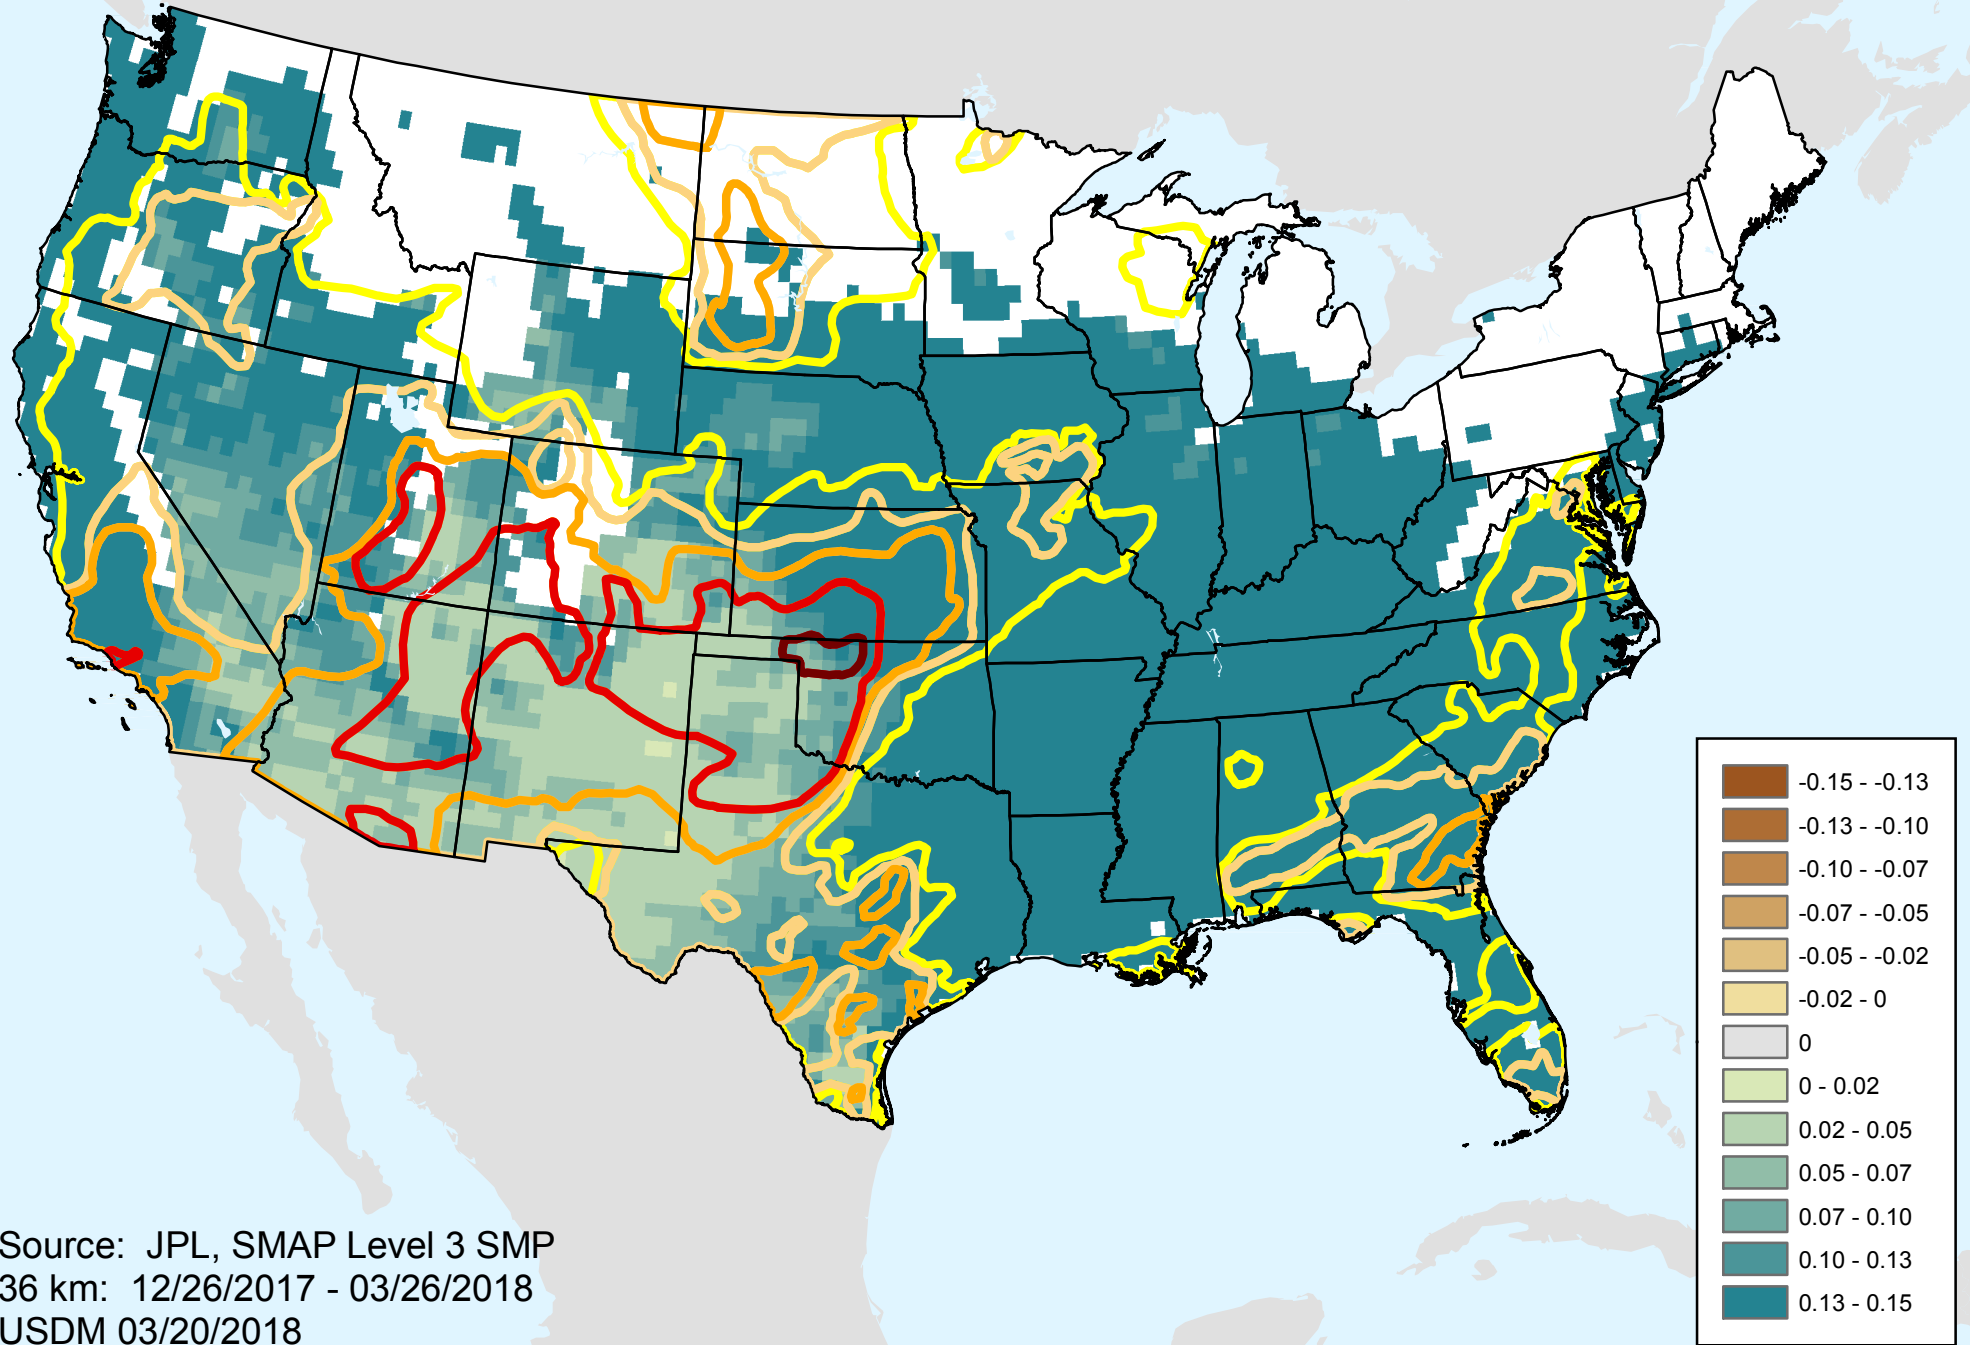 -0.15 - -0.13
-0.13 - -0.10
-0.10 - -0.07
-0.07 - -0.05
-0.05 - -0.02
-0.02 - 0
0
0 - 0.02
0.02 - 0.05
0.05 - 0.07
0.07 - 0.10
0.10 - 0.13
0.13 - 0.15
Source: JPL, SMAP Level 3 SMP
36 km: 12/26/2017 - 03/26/2018
USDM 03/20/2018